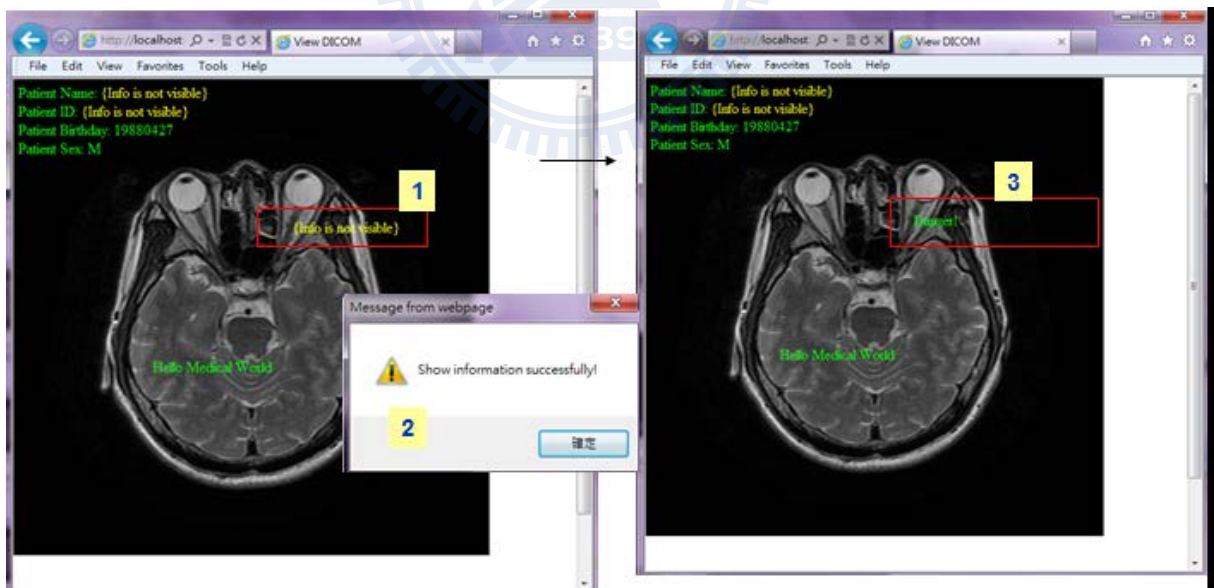 http://localhost
View DICOM
File Edit View Favorites Tools Help
Patient Name: {Info is not visible}
Patient ID: {Info is not visible}
Patient Birthday: 19880427
Patient Sex: M
1
{Info is not visible}
Hello Medical World
Message from webpage
Show information successfully!
2
確定
http://localhost
View DICOM
File Edit View Favorites Tools Help
Patient Name: {Info is not visible}
Patient ID: {Info is not visible}
Patient Birthday: 19880427
Patient Sex: M
3
Danger!
Hello Medical World